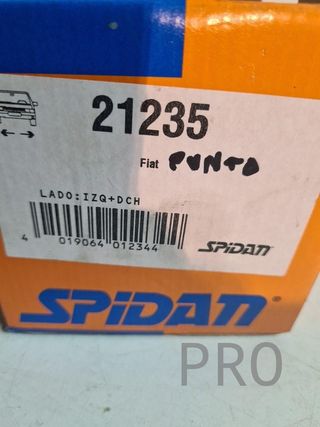 21235
Fiat PUNTO
LADO:IZQ+DCH
4 019064 012344
SPIDAN
SPIDAN®
PRO